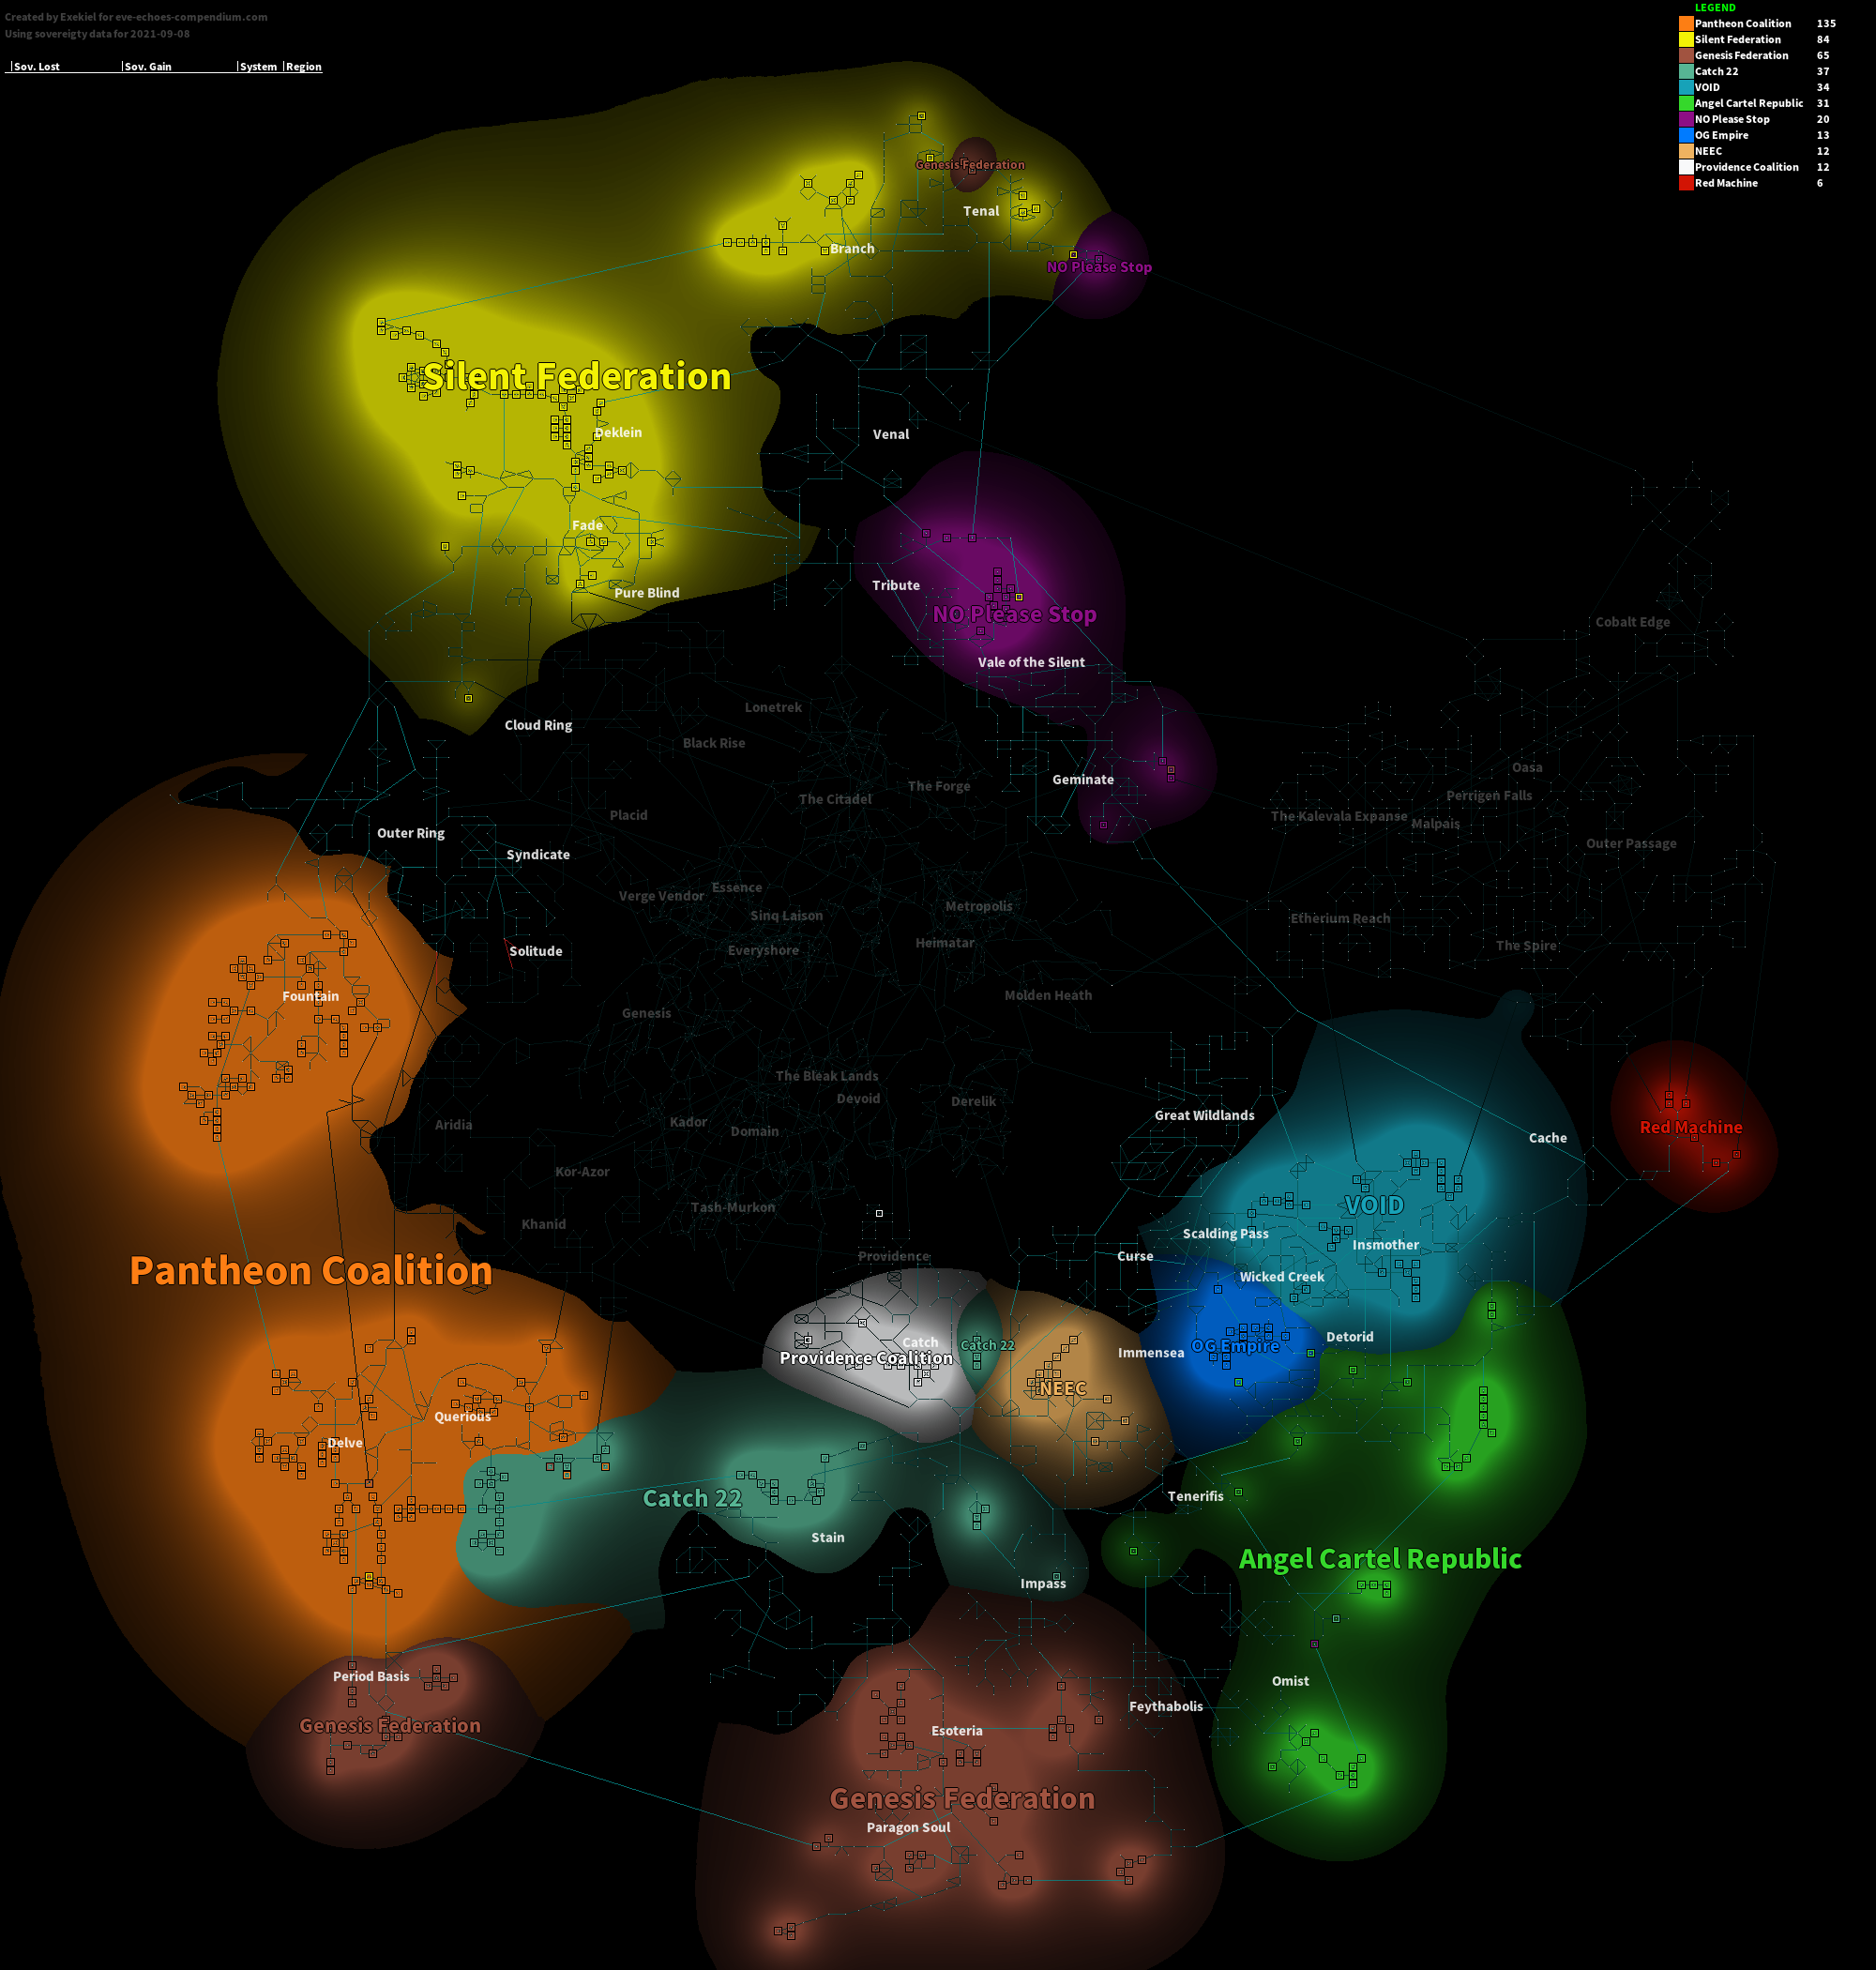 Created by Exekiel for eve-echoes-compendium.com
Using sovereigty data for 2021-09-08
Sov. Lost Sov. Gain System Region
LEGEND
Pantheon Coalition 135
Silent Federation 84
Genesis Federation 65
Catch 22 37
VOID 34
Angel Cartel Republic 31
NO Please Stop 20
OG Empire 13
NEEC 12
Providence Coalition 12
Red Machine 6
Genesis Federation
Tenal
Branch
NO Please Stop
Silent Federation
Deklein
Venal
Fade
Tribute
Pure Blind
NO Please Stop
Cobalt Edge
Vale of the Silent
Lonetrek
Cloud Ring
Black Rise
Oasa
Geminate
The Forge
Perrigen Falls
The Citadel
Placid
The Kalevala Expanse
Malpais
Outer Ring
Outer Passage
Syndicate
Essence
Verge Vendor
Metropolis
Sinq Laison
Etherium Reach
Heimatar
The Spire
Everyshore
Solitude
Fountain
Molden Heath
Genesis
The Bleak Lands
Devoid
Derelik
Great Wildlands
Kador
Aridia
Red Machine
Domain
Cache
Kor-Azor
VOID
Tash-Murkon
Khanid
Scalding Pass
Insmother
Providence
Curse
Pantheon Coalition
Wicked Creek
Detorid
Catch
Catch 22
OG Empire
Immensea
Providence Coalition
NEEC
Querious
Delve
Catch 22
Tenerifis
Stain
Angel Cartel Republic
Impass
Period Basis
Omist
Feythabolis
Genesis Federation
Esoteria
Genesis Federation
Paragon Soul